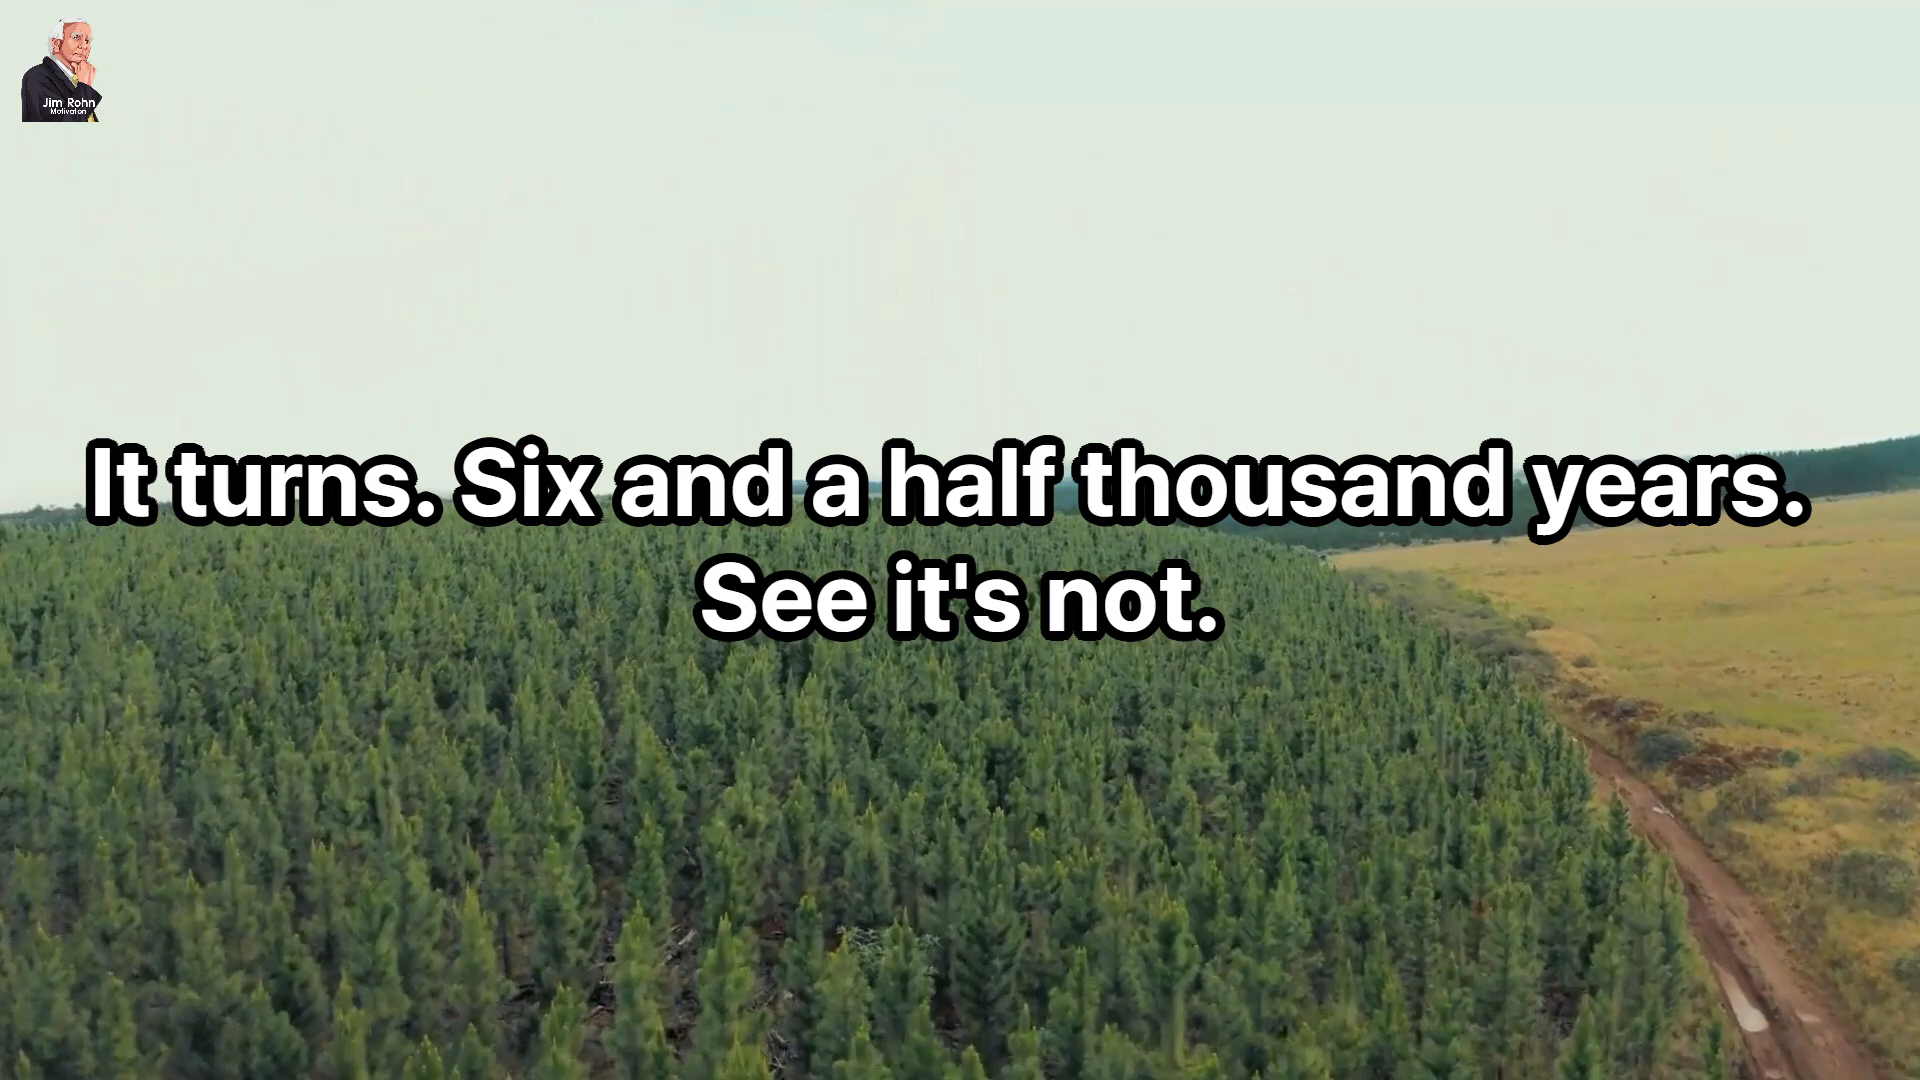 Jim Rohn
Motivation
It turns. Six and a half thousand years.
See it's not.